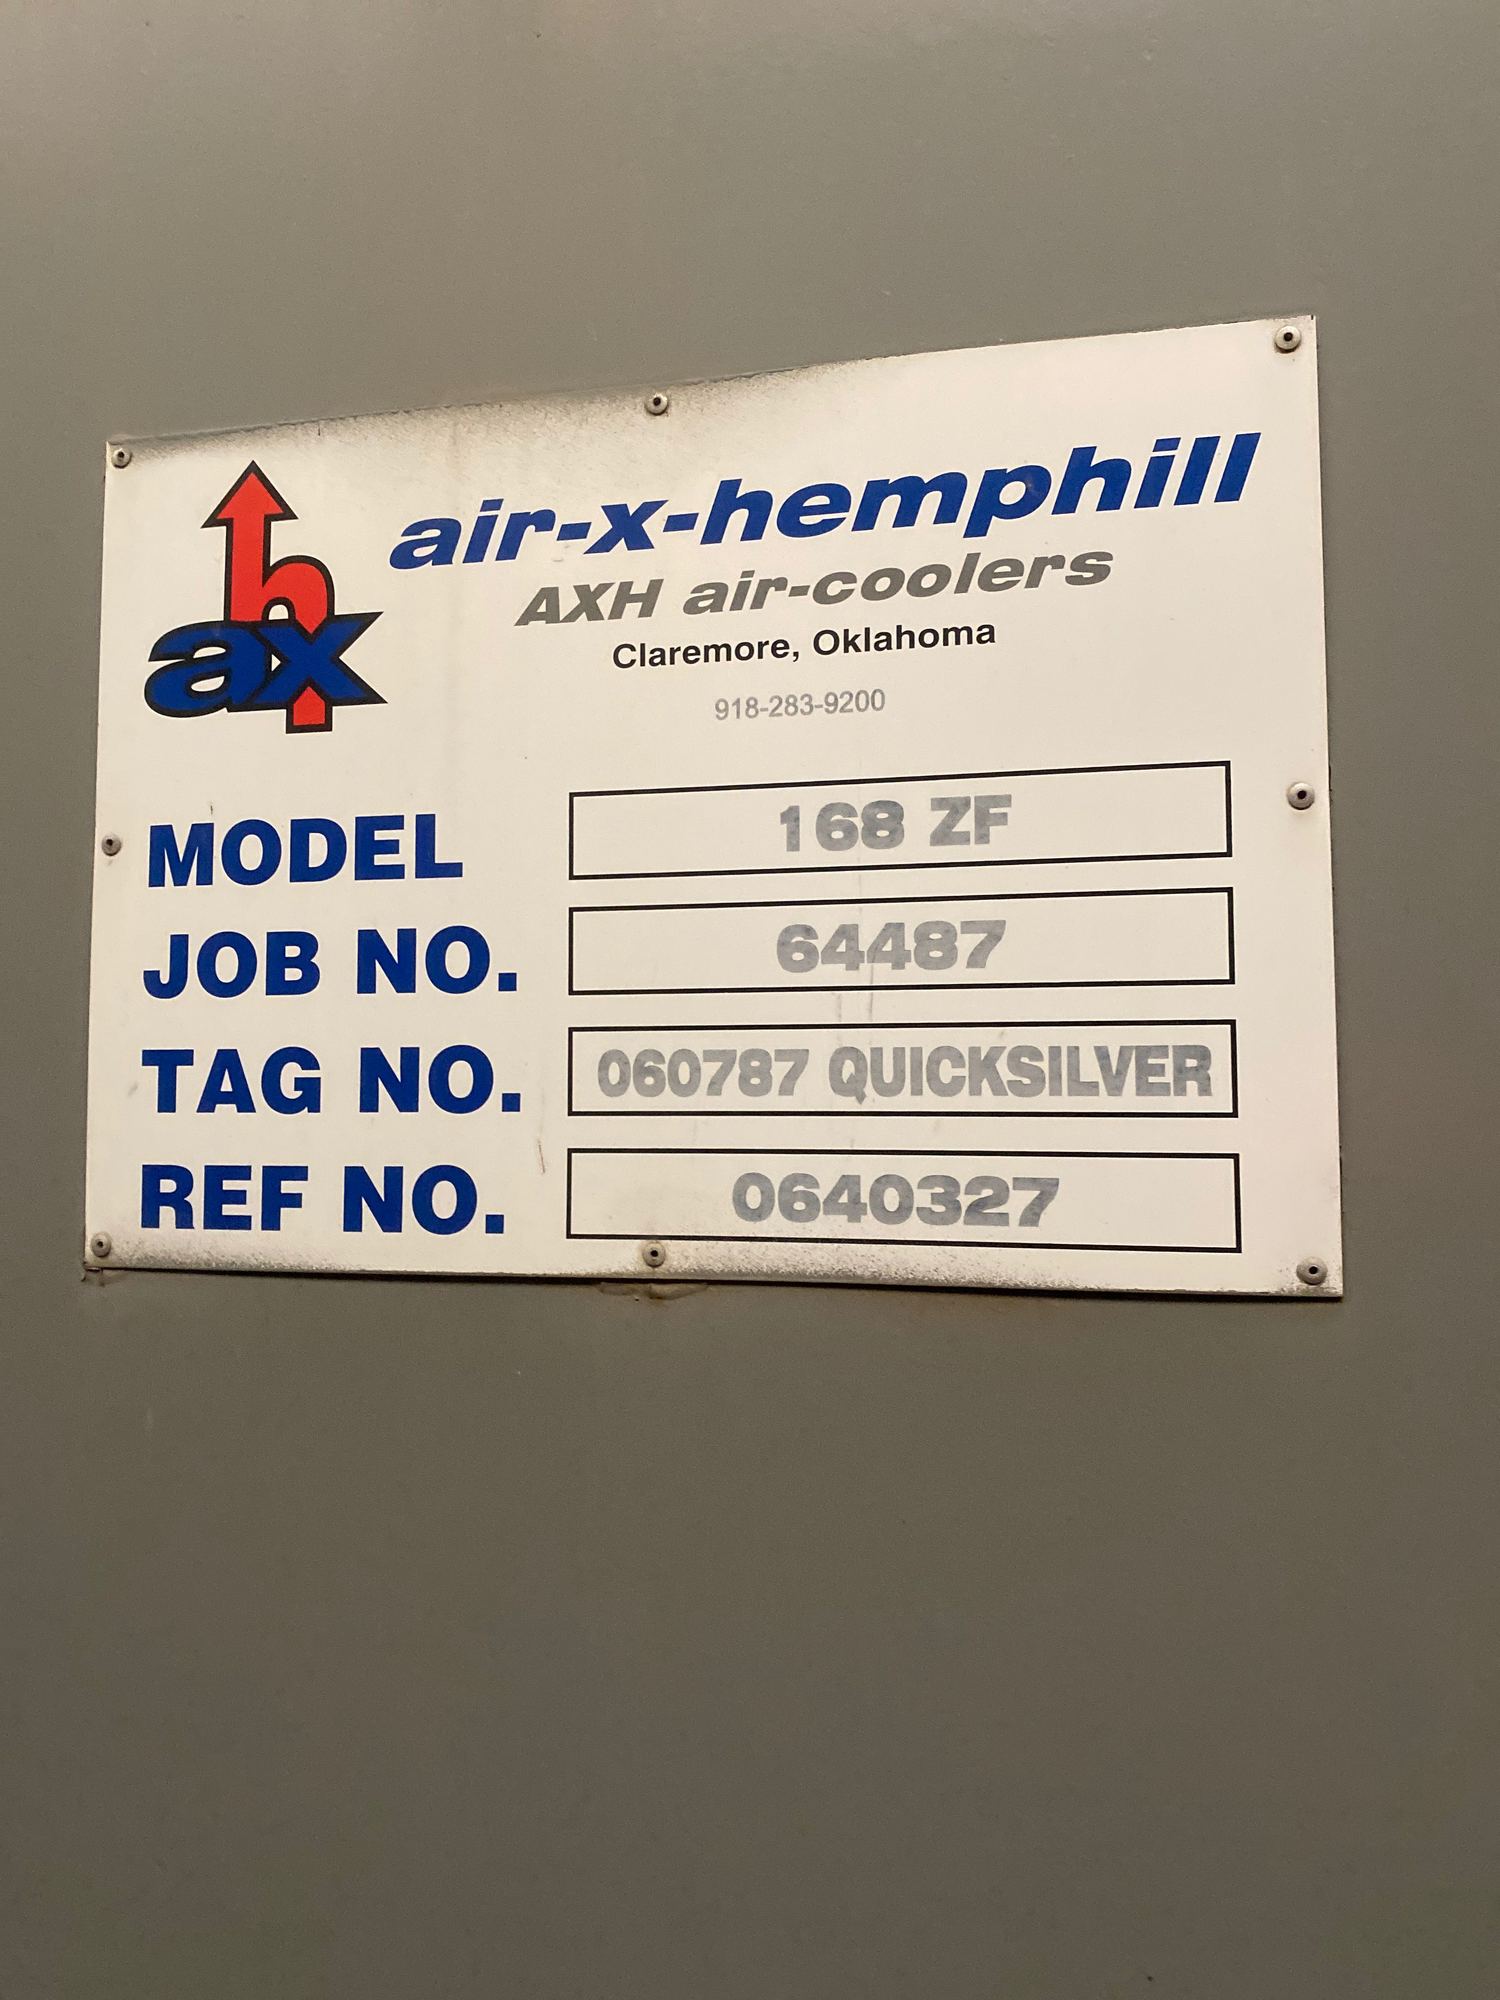 hax
air-x-hemphill
AXH air-coolers
Claremore, Oklahoma
918-283-9200
MODEL 168 ZF
JOB NO. 64487
TAG NO. 060787 QUICKSILVER
REF NO. 0640327